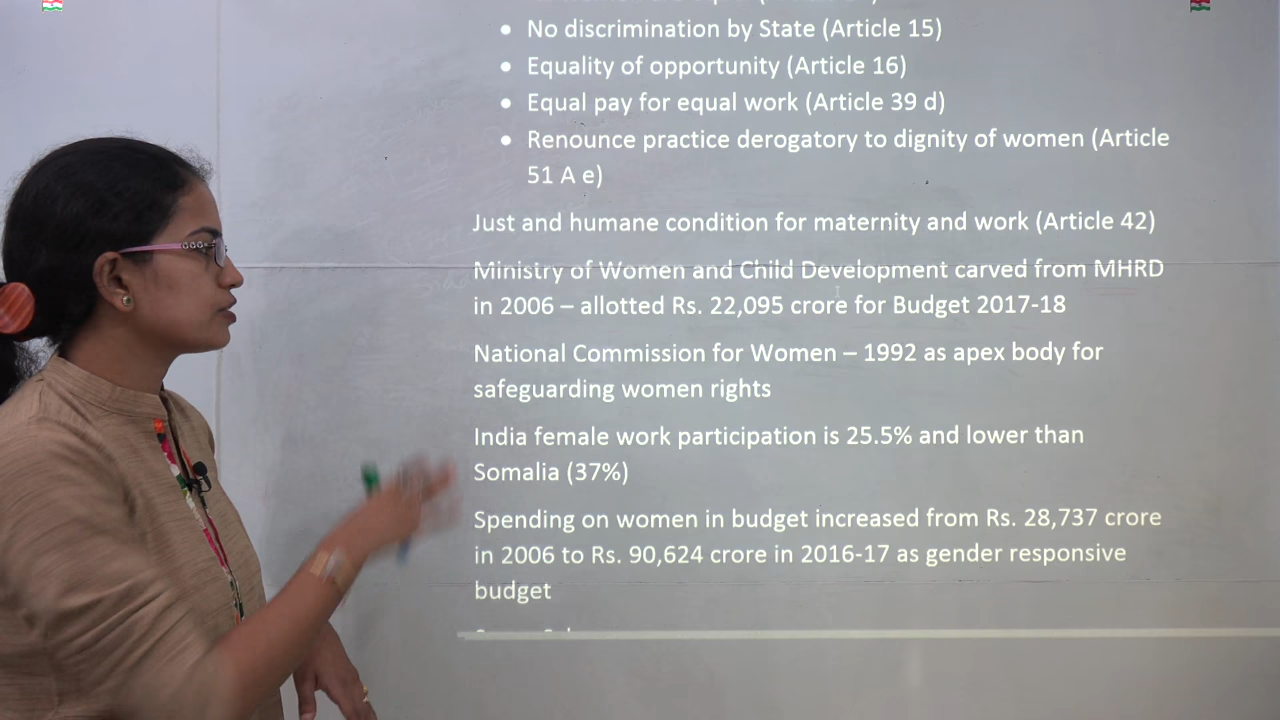 • No discrimination by State (Article 15)
• Equality of opportunity (Article 16)
• Equal pay for equal work (Article 39 d)
• Renounce practice derogatory to dignity of women (Article
51 A e)
Just and humane condition for maternity and work (Article 42)
Ministry of Women and Child Development carved from MHRD
in 2006 – allotted Rs. 22,095 crore for Budget 2017-18
National Commission for Women – 1992 as apex body for
safeguarding women rights
India female work participation is 25.5% and lower than
Somalia (37%)
Spending on women in budget increased from Rs. 28,737 crore
in 2006 to Rs. 90,624 crore in 2016-17 as gender responsive
budget